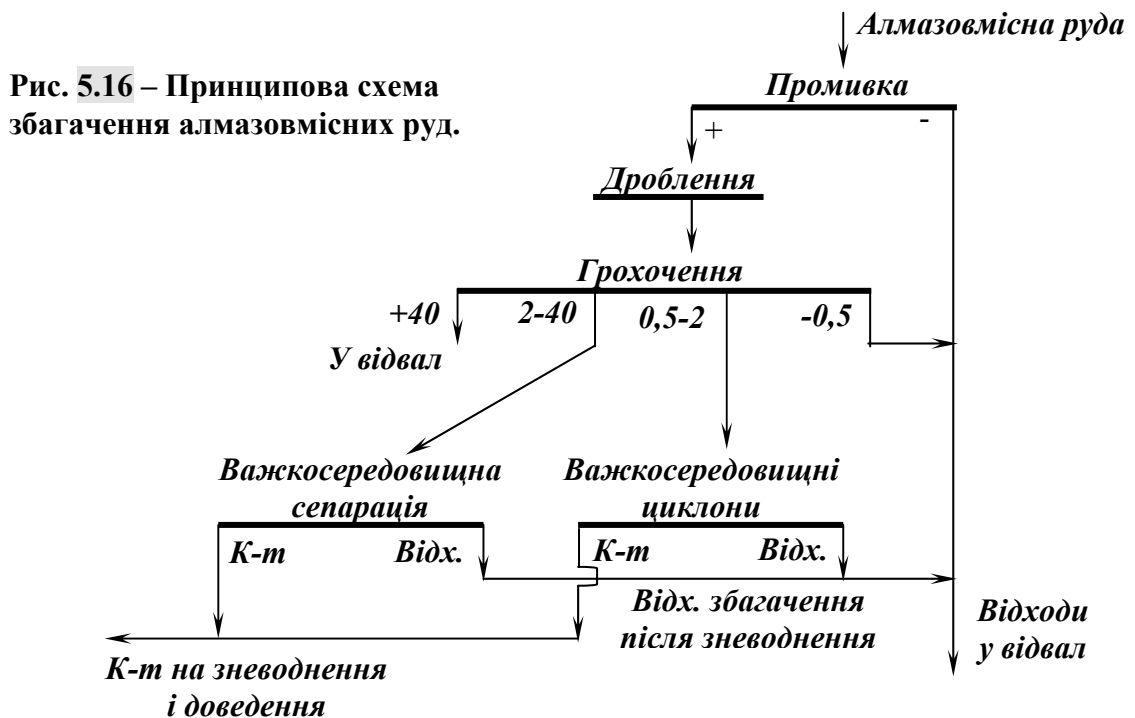 Алмазовмісна руда
Рис. 5.16 – Принципова схема
збагачення алмазовмісних руд.
Промивка
+
-
Дроблення
Грохочення
+40
2-40
0,5-2
-0,5
У відвал
Важкосередовищна
сепарація
Важкосередовищні
циклони
К-т
Відх.
К-т
Відх.
Відх. збагачення
після зневоднення
Відходи
у відвал
К-т на зневоднення
і доведення